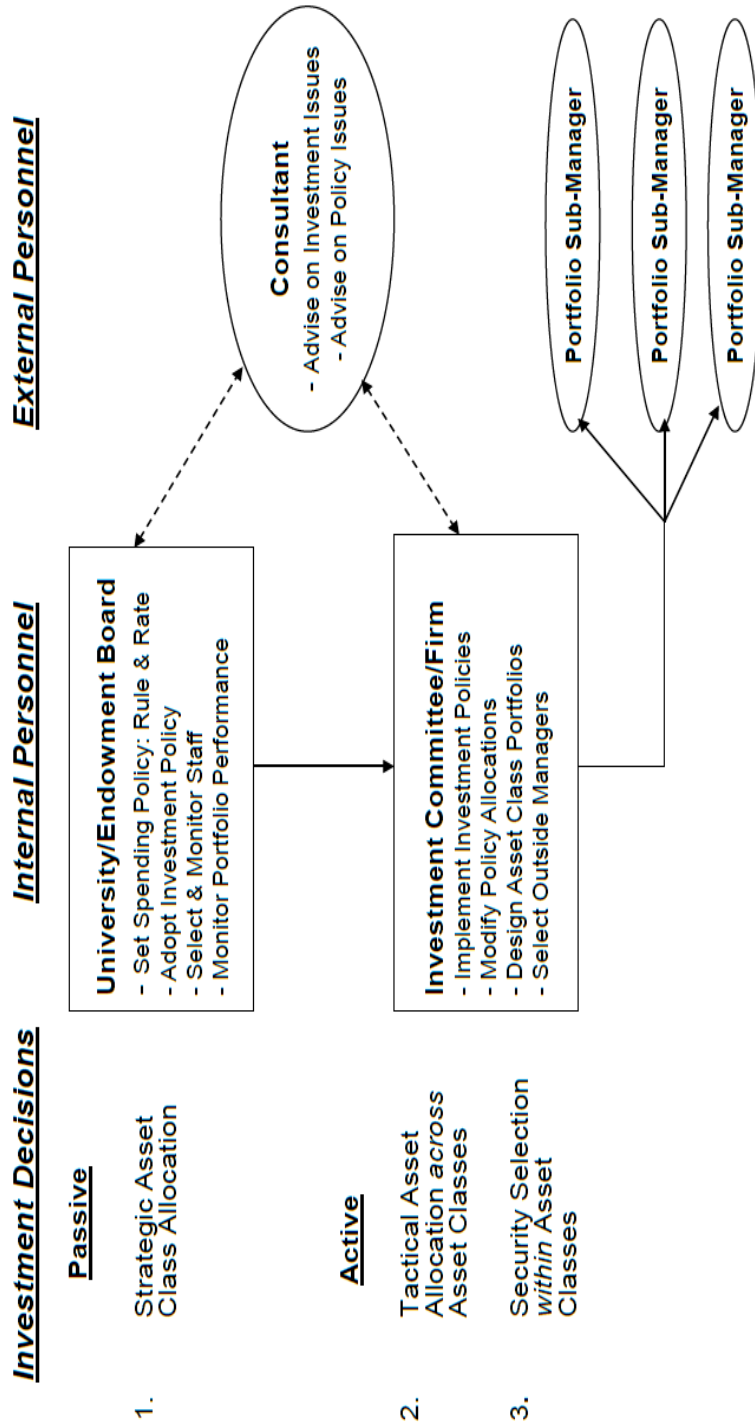 Investment Decisions
Internal Personnel
External Personnel
Passive
1.
Strategic Asset
Class Allocation
University/Endowment Board
- Set Spending Policy: Rule & Rate
- Adopt Investment Policy
- Select & Monitor Staff
- Monitor Portfolio Performance
Consultant
- Advise on Investment Issues
- Advise on Policy Issues
Active
2.
Tactical Asset
Allocation across
Asset Classes
3.
Security Selection
within Asset
Classes
Investment Committee/Firm
- Implement Investment Policies
- Modify Policy Allocations
- Design Asset Class Portfolios
- Select Outside Managers
Portfolio Sub-Manager
Portfolio Sub-Manager
Portfolio Sub-Manager